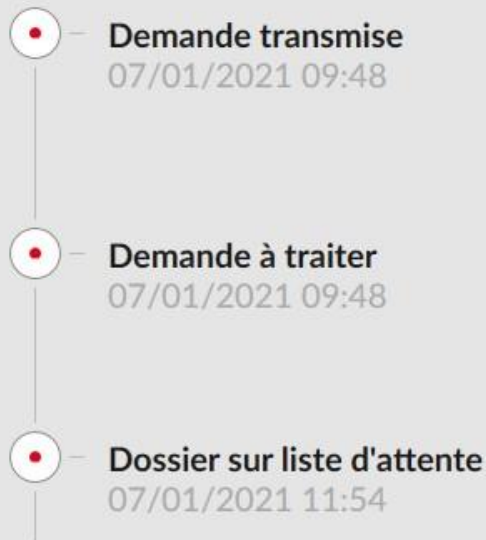 Demande transmise
07/01/2021 09:48
Demande à traiter
07/01/2021 09:48
Dossier sur liste d'attente
07/01/2021 11:54